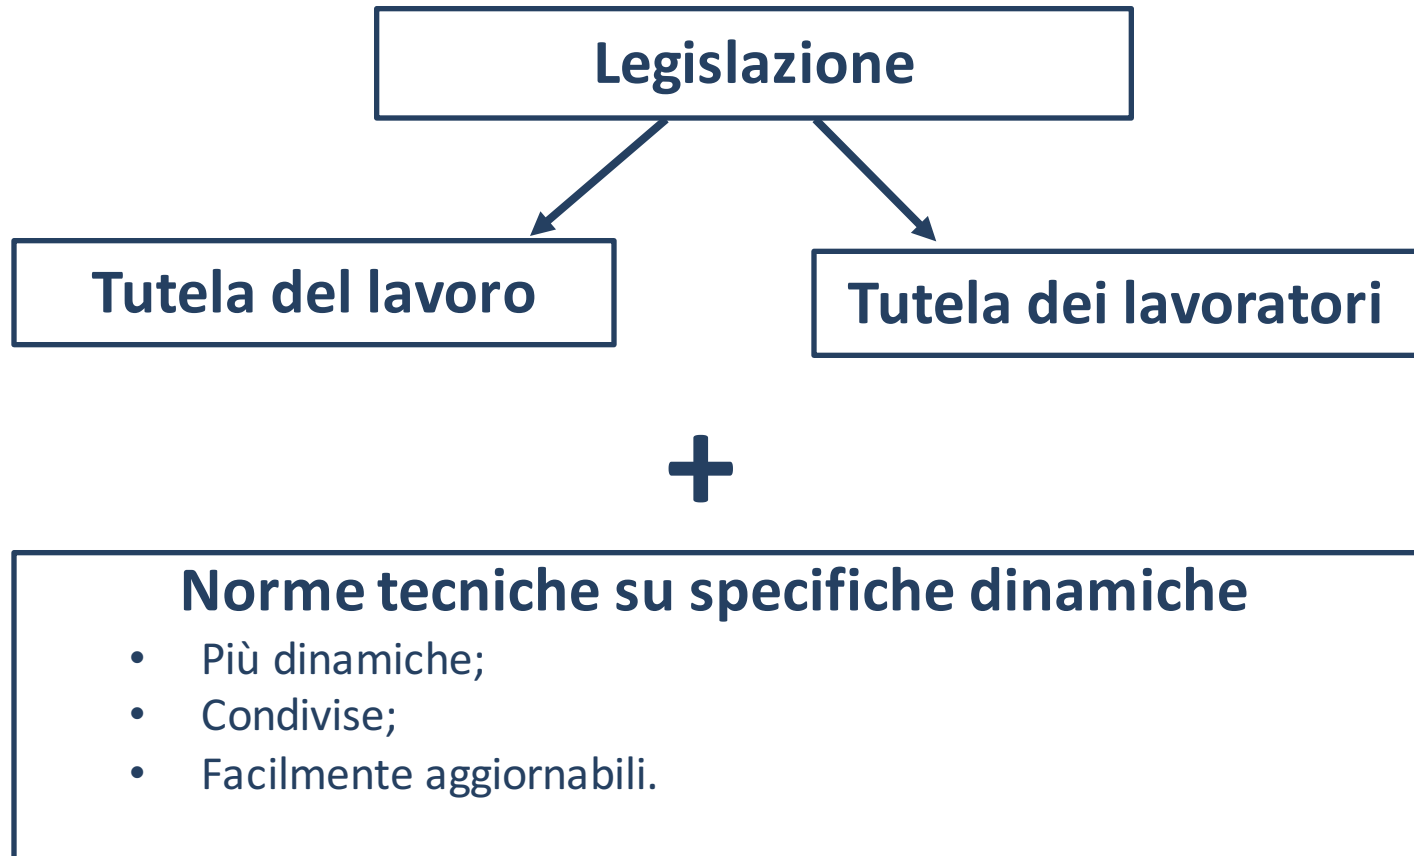 Legislazione
Tutela del lavoro
Tutela dei lavoratori
+
Norme tecniche su specifiche dinamiche
• Più dinamiche;
• Condivise;
• Facilmente aggiornabili.